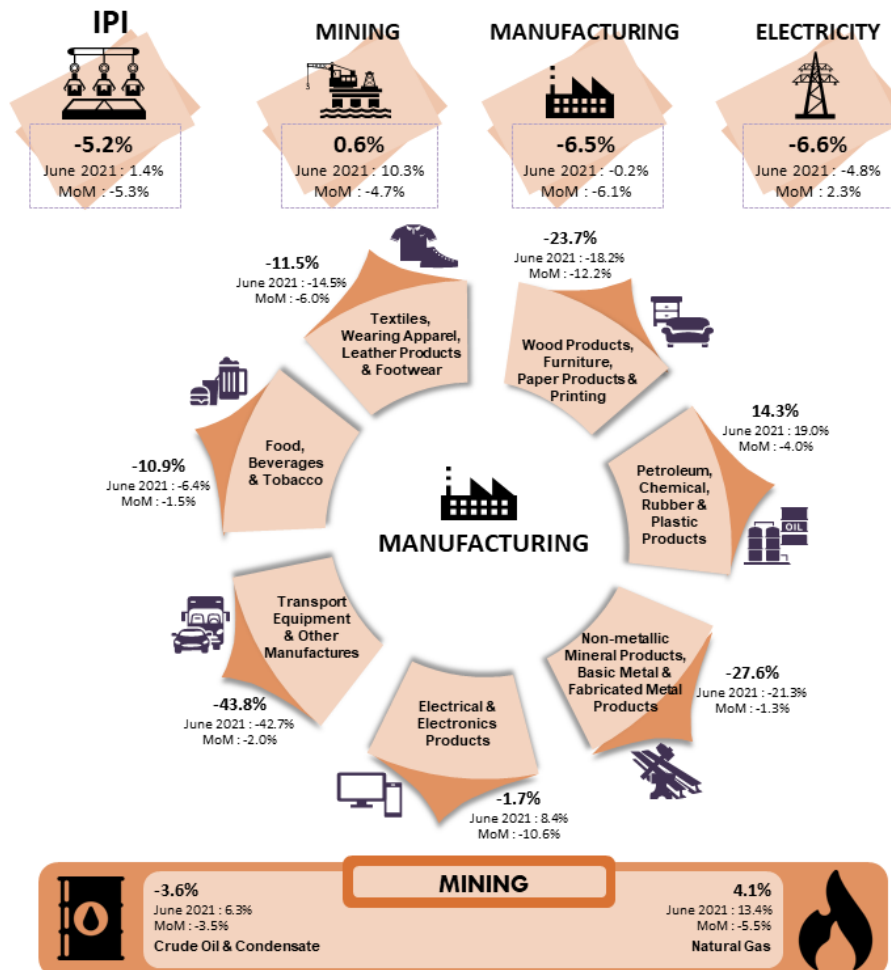 IPI
-5.2%
June 2021 : 1.4%
MoM : -5.3%
MINING
0.6%
June 2021 : 10.3%
MoM : -4.7%
MANUFACTURING
-6.5%
June 2021 : -0.2%
MoM : -6.1%
ELECTRICITY
-6.6%
June 2021 : -4.8%
MoM : 2.3%
-11.5%
June 2021 : -14.5%
MoM : -6.0%
Textiles,
Wearing Apparel,
Leather Products
& Footwear
-23.7%
June 2021 : -18.2%
MoM : -12.2%
Wood Products,
Furniture,
Paper Products &
Printing
-10.9%
June 2021 : -6.4%
MoM : -1.5%
Food,
Beverages
& Tobacco
14.3%
June 2021 : 19.0%
MoM : -4.0%
Petroleum,
Chemical,
Rubber &
Plastic
Products
OIL
MANUFACTURING
Transport
Equipment
& Other
Manufactures
-43.8%
June 2021 : -42.7%
MoM : -2.0%
Electrical &
Electronics
Products
-1.7%
June 2021 : 8.4%
MoM : -10.6%
Non-metallic
Mineral Products,
Basic Metal &
Fabricated Metal
Products
-27.6%
June 2021 : -21.3%
MoM : -1.3%
MINING
-3.6%
June 2021 : 6.3%
MoM : -3.5%
Crude Oil & Condensate
4.1%
June 2021 : 13.4%
MoM : -5.5%
Natural Gas